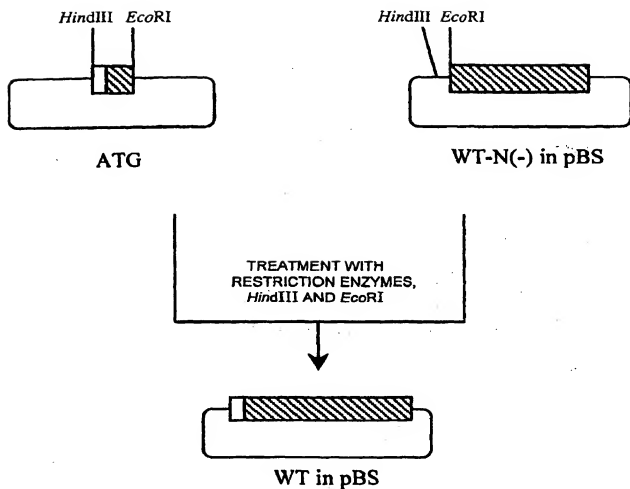 HindIII EcoRI
HindIII EcoRI
ATG
WT-N(-) in pBS
TREATMENT WITH
RESTRICTION ENZYMES,
HindIII AND EcoRI
WT in pBS